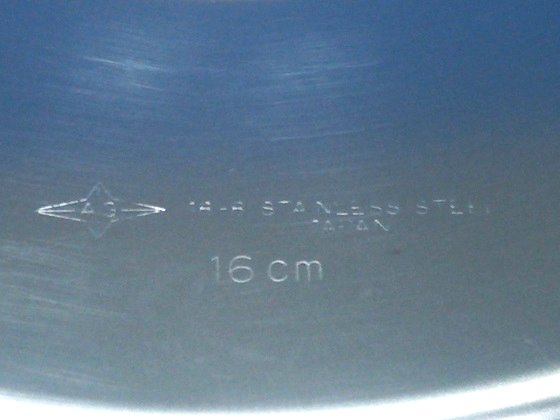 AG 18-8 STAINLESS STEEL
JAPAN
16 cm